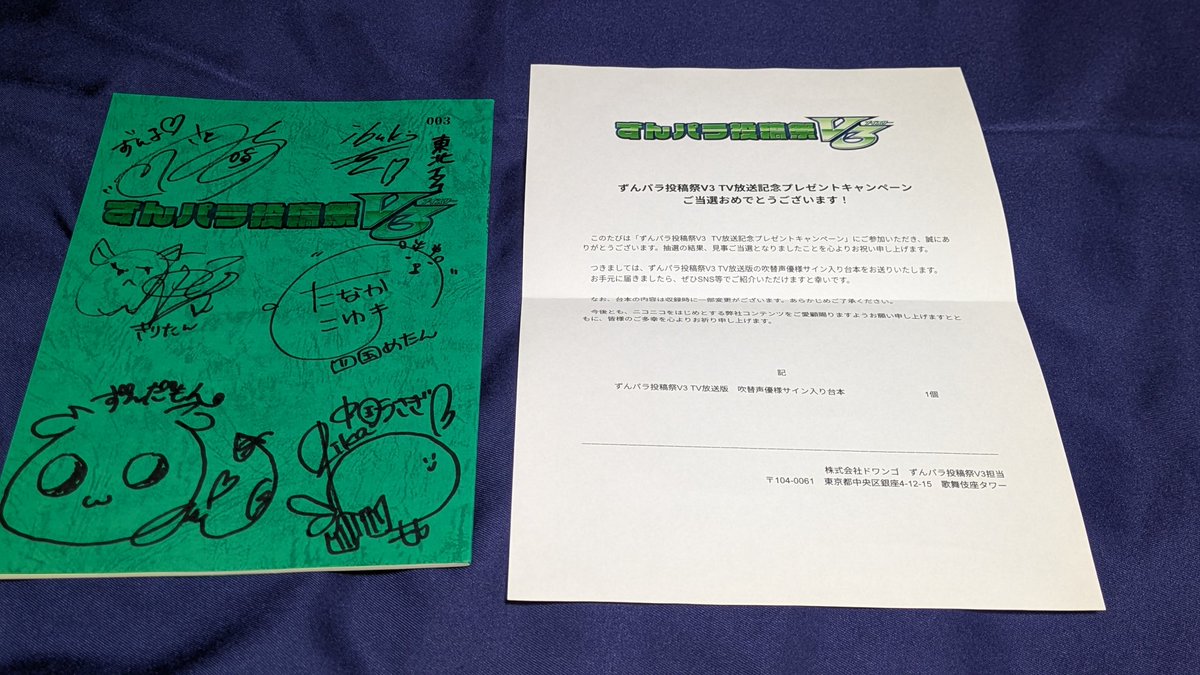 003
ずん子♡
さとう
ibuki
東北イタコ
ずんパラ投稿祭V3
きりたん
たなか
こゆき
四国めたん
ずんだもん
中国うさぎ
Rika
ずんパラ投稿祭V3
ずんパラ投稿祭V3 TV放送記念プレゼントキャンペーン
ご当選おめでとうございます！
このたびは「ずんパラ投稿祭V3 TV放送記念プレゼントキャンペーン」にご参加いただき、誠にあ
りがとうございます。抽選の結果、見事ご当選となりましたことを心よりお祝い申し上げます。
つきましては、ずんパラ投稿祭V3 TV放送版の吹替声優様サイン入り台本をお送りいたします。
お手元に届きましたら、ぜひSNS等でご紹介いただけますと幸いです。
なお、台本の内容は収録時に一部変更がございます。あらかじめご了承ください。
今後とも、ニコニコをはじめとする弊社コンテンツをご愛顧賜りますようお願い申し上げますとと
もに、皆様のご多幸を心よりお祈り申し上げます。
記
ずんパラ投稿祭V3 TV放送版　吹替声優様サイン入り台本　1個
株式会社ドワンゴ　ずんパラ投稿祭V3担当
〒104-0061　東京都中央区銀座4-12-15　歌舞伎座タワー